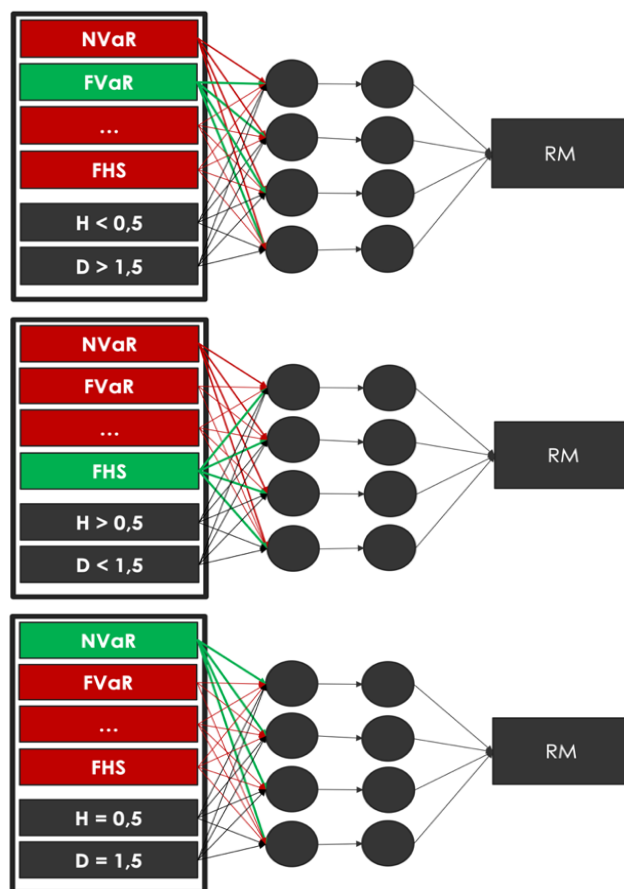 NVaR
FVaR
...
FHS
H < 0,5
D > 1,5
RM
NVaR
FVaR
...
FHS
H > 0,5
D < 1,5
RM
NVaR
FVaR
...
FHS
H = 0,5
D = 1,5
RM